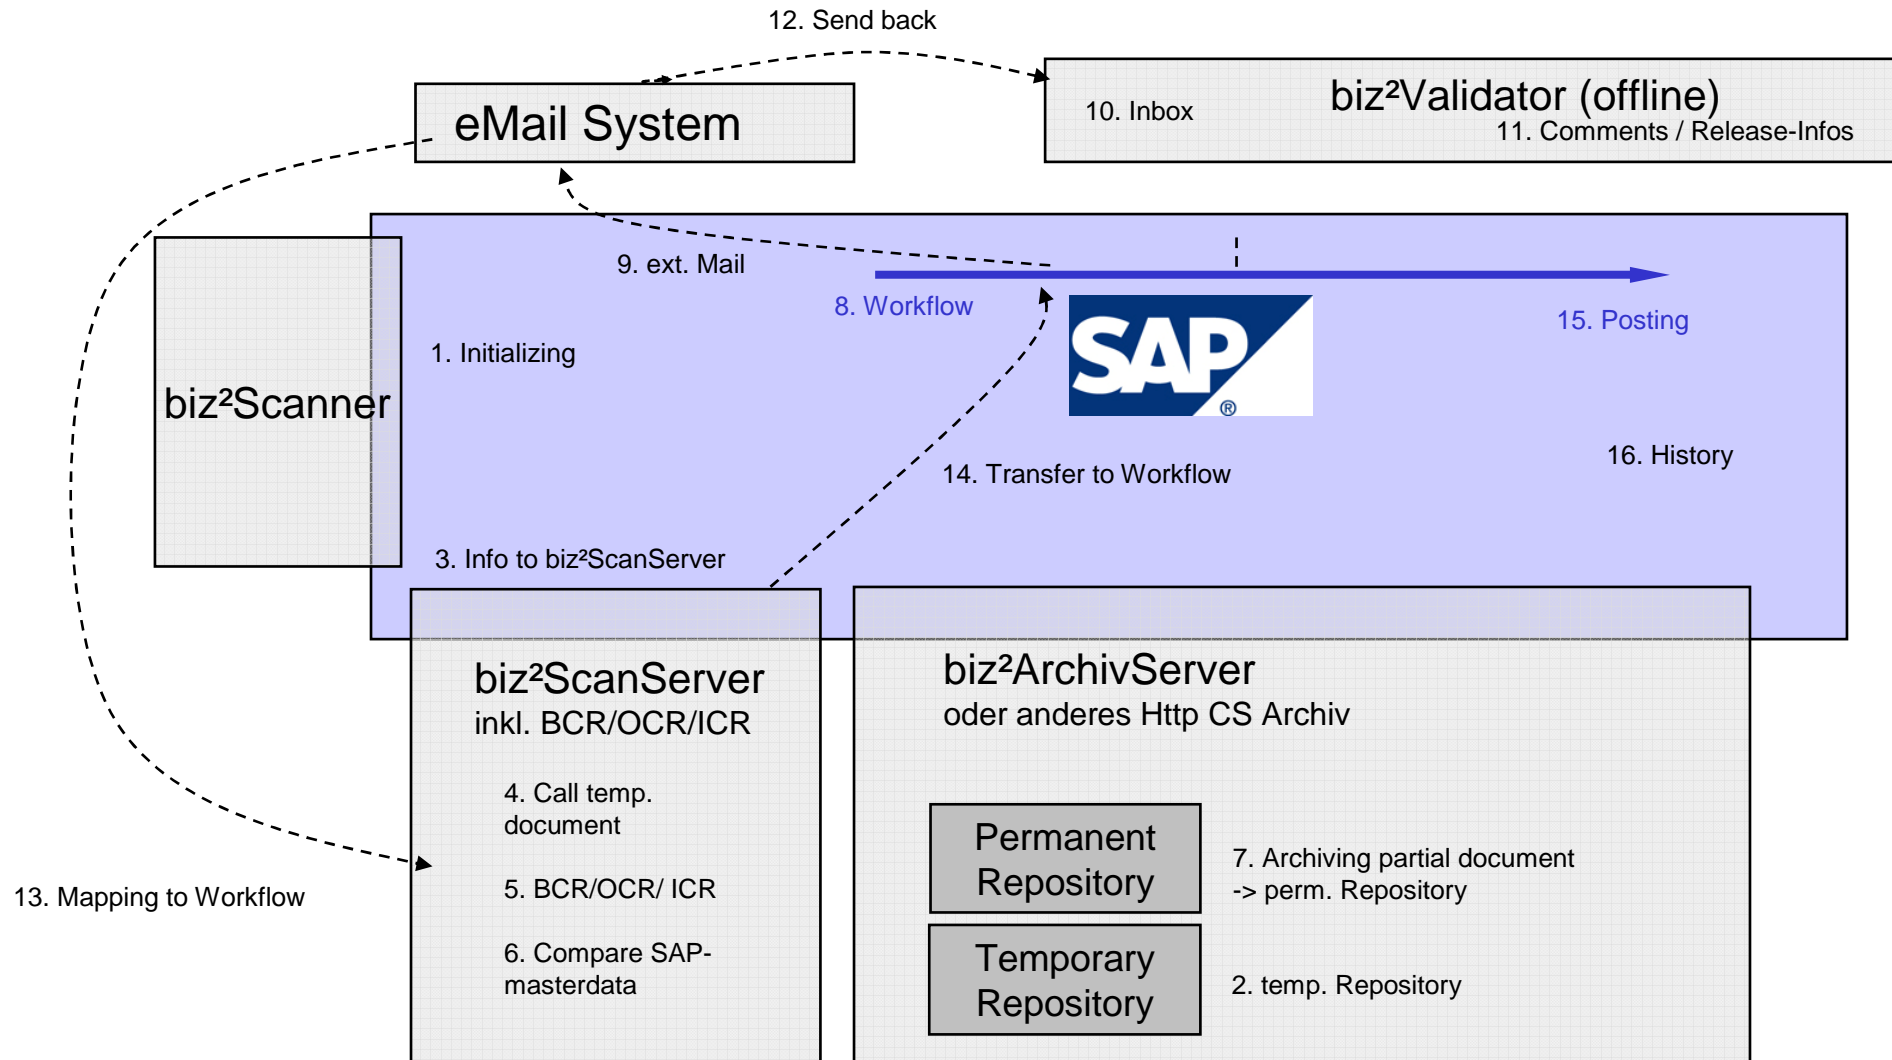 12. Send back
eMail System
biz²Validator (offline)
10. Inbox
11. Comments / Release-Infos
9. ext. Mail
8. Workflow
15. Posting
SAP
®
1. Initializing
biz²Scanner
14. Transfer to Workflow
16. History
3. Info to biz²ScanServer
biz²ScanServer
inkl. BCR/OCR/ICR
4. Call temp.
document
5. BCR/OCR/ ICR
6. Compare SAP-
masterdata
13. Mapping to Workflow
biz²ArchivServer
oder anderes Http CS Archiv
Permanent
Repository
7. Archiving partial document
-> perm. Repository
Temporary
Repository
2. temp. Repository